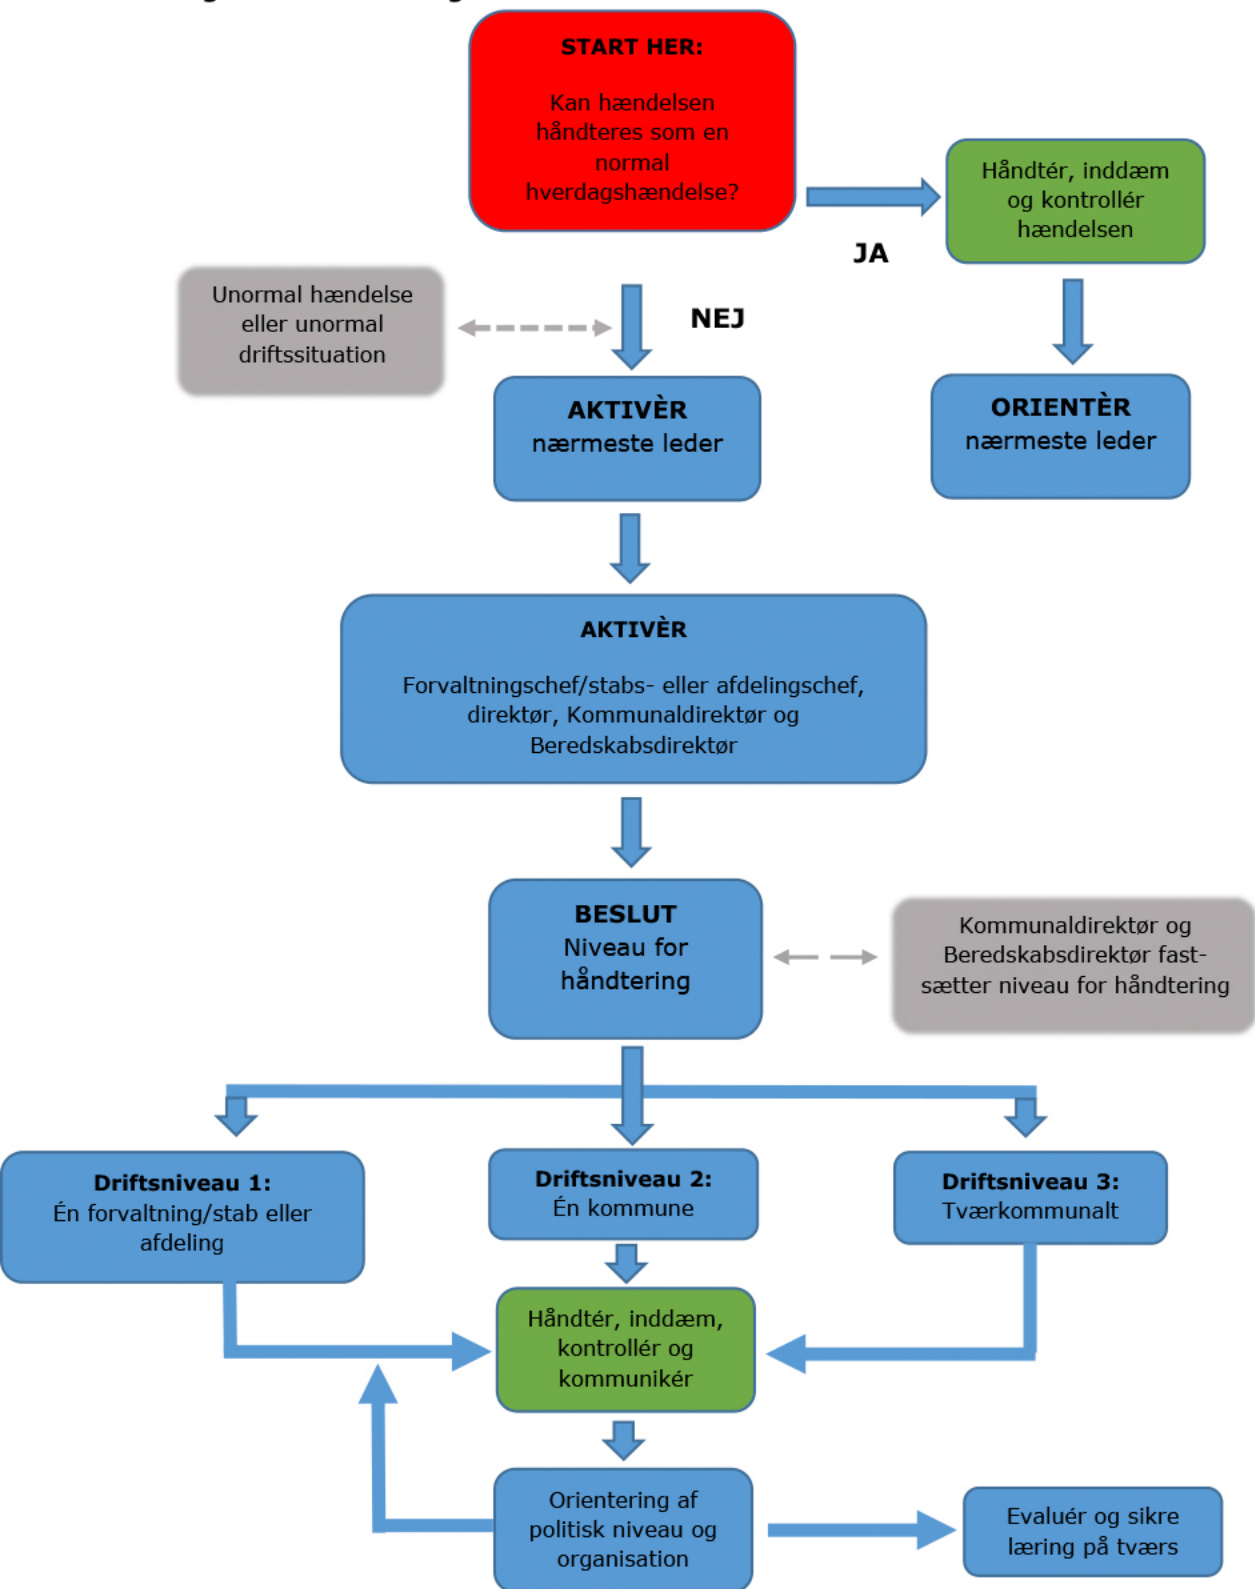 START HER:
Kan hændelsen
håndteres som en
normal
hverdagshændelse?
JA
Håndtér, inddæm
og kontrollér
hændelsen
ORIENTÈR
nærmeste leder
NEJ
Unormal hændelse
eller unormal
driftssituation
AKTIVÈR
nærmeste leder
AKTIVÈR
Forvaltningschef/stabs- eller afdelingschef,
direktør, Kommunaldirektør og
Beredskabsdirektør
BESLUT
Niveau for
håndtering
Kommunaldirektør og
Beredskabsdirektør fast-
sætter niveau for håndtering
Driftsniveau 1:
Én forvaltning/stab eller
afdeling
Driftsniveau 2:
Én kommune
Driftsniveau 3:
Tværkommunalt
Håndtér, inddæm,
kontrollér og
kommunikér
Orientering af
politisk niveau og
organisation
Evaluér og sikre
læring på tværs